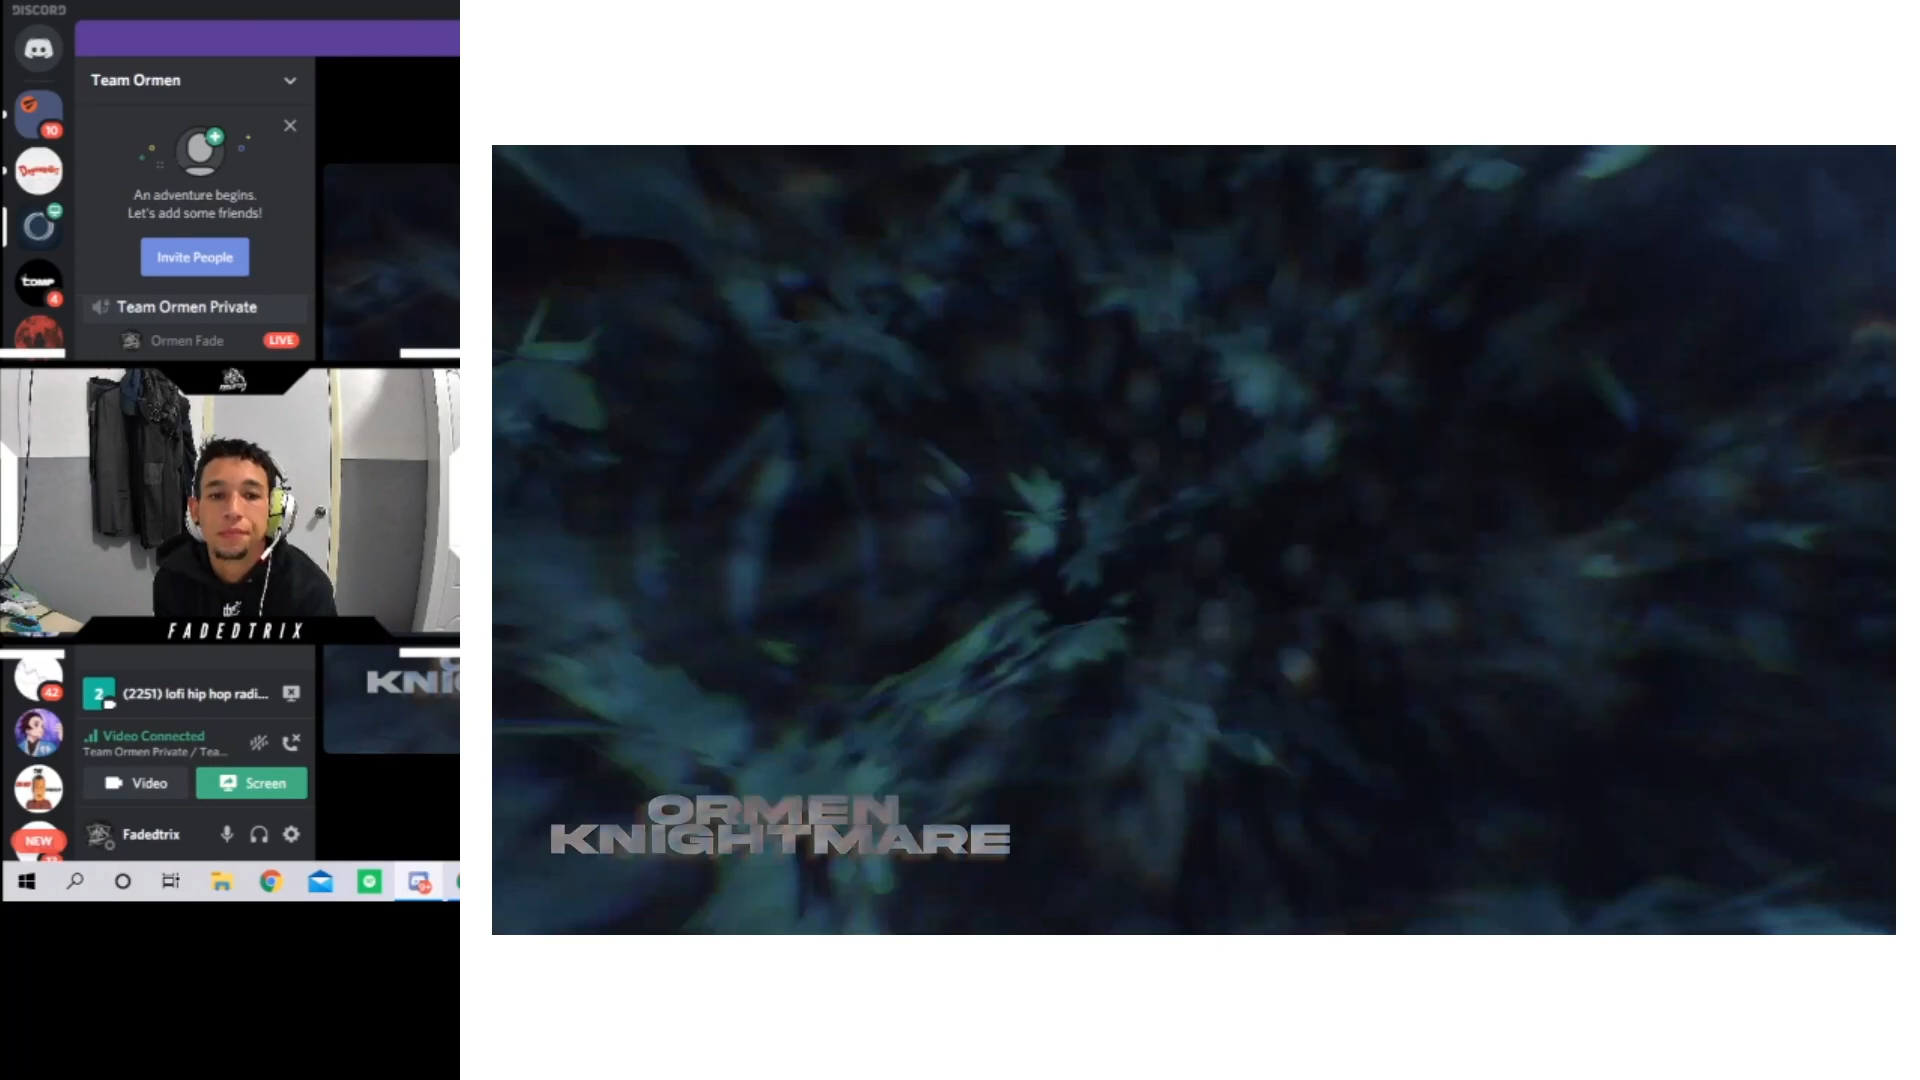 DISCORD
Team Ormen
10
An adventure begins.
Let's add some friends!
Invite People
4
Team Ormen Private
Ormen Fade
LIVE
FADEDTRIX
42
2
(2251) lofi hip hop radi...
KNI
Video Connected
Team Ormen Private / Tea...
Video
Screen
NEW
Fadedtrix
9+
ORMEN
KNIGHTMARE